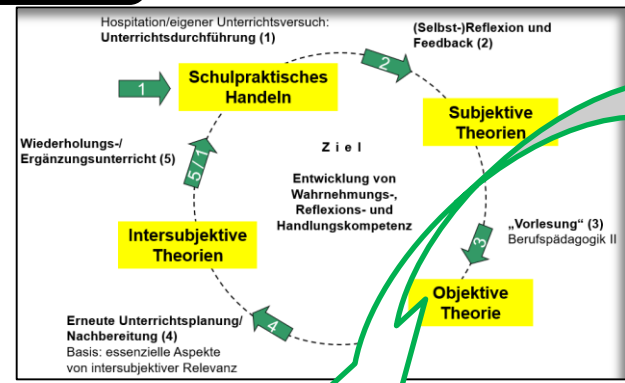 Hospitation/eigener Unterrichtsversuch:
Unterrichtsdurchführung (1)
(Selbst-)Reflexion und
Feedback (2)
1
2
Schulpraktisches
Handeln
Subjektive
Theorien
Wiederholungs-/
Ergänzungsunterricht (5)
5 / 1
Z i e l
Entwicklung von
Wahrnehmungs-,
Reflexions- und
Handlungskompetenz
„Vorlesung“ (3)
Berufspädagogik II
3
Intersubjektive
Theorien
Objektive
Theorie
4
Erneute Unterrichtsplanung/
Nachbereitung (4)
Basis: essenzielle Aspekte
von intersubjektiver Relevanz